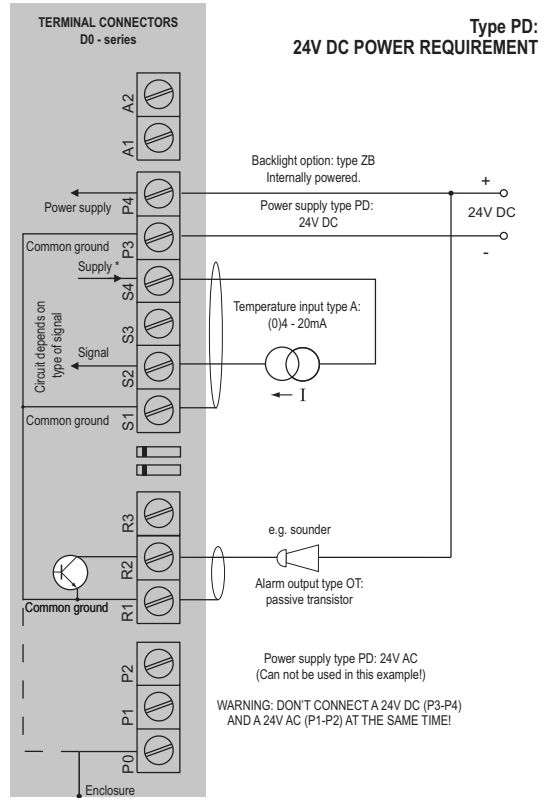 TERMINAL CONNECTORS
D0 - series
Type PD:
24V DC POWER REQUIREMENT
A2
A1
Backlight option: type ZB
Internally powered.
P4
Power supply
+
Power supply type PD:
24V DC
24V DC
P3
Common ground
-
Supply *
S4
Temperature input type A:
(0)4 - 20mA
S3
Circuit depends on
type of signal
Signal
S2
I
S1
Common ground
R3
e.g. sounder
R2
Alarm output type OT:
passive transistor
Common ground
R1
P2
Power supply type PD: 24V AC
(Can not be used in this example!)
P1
WARNING: DON'T CONNECT A 24V DC (P3-P4)
AND A 24V AC (P1-P2) AT THE SAME TIME!
P0
Enclosure